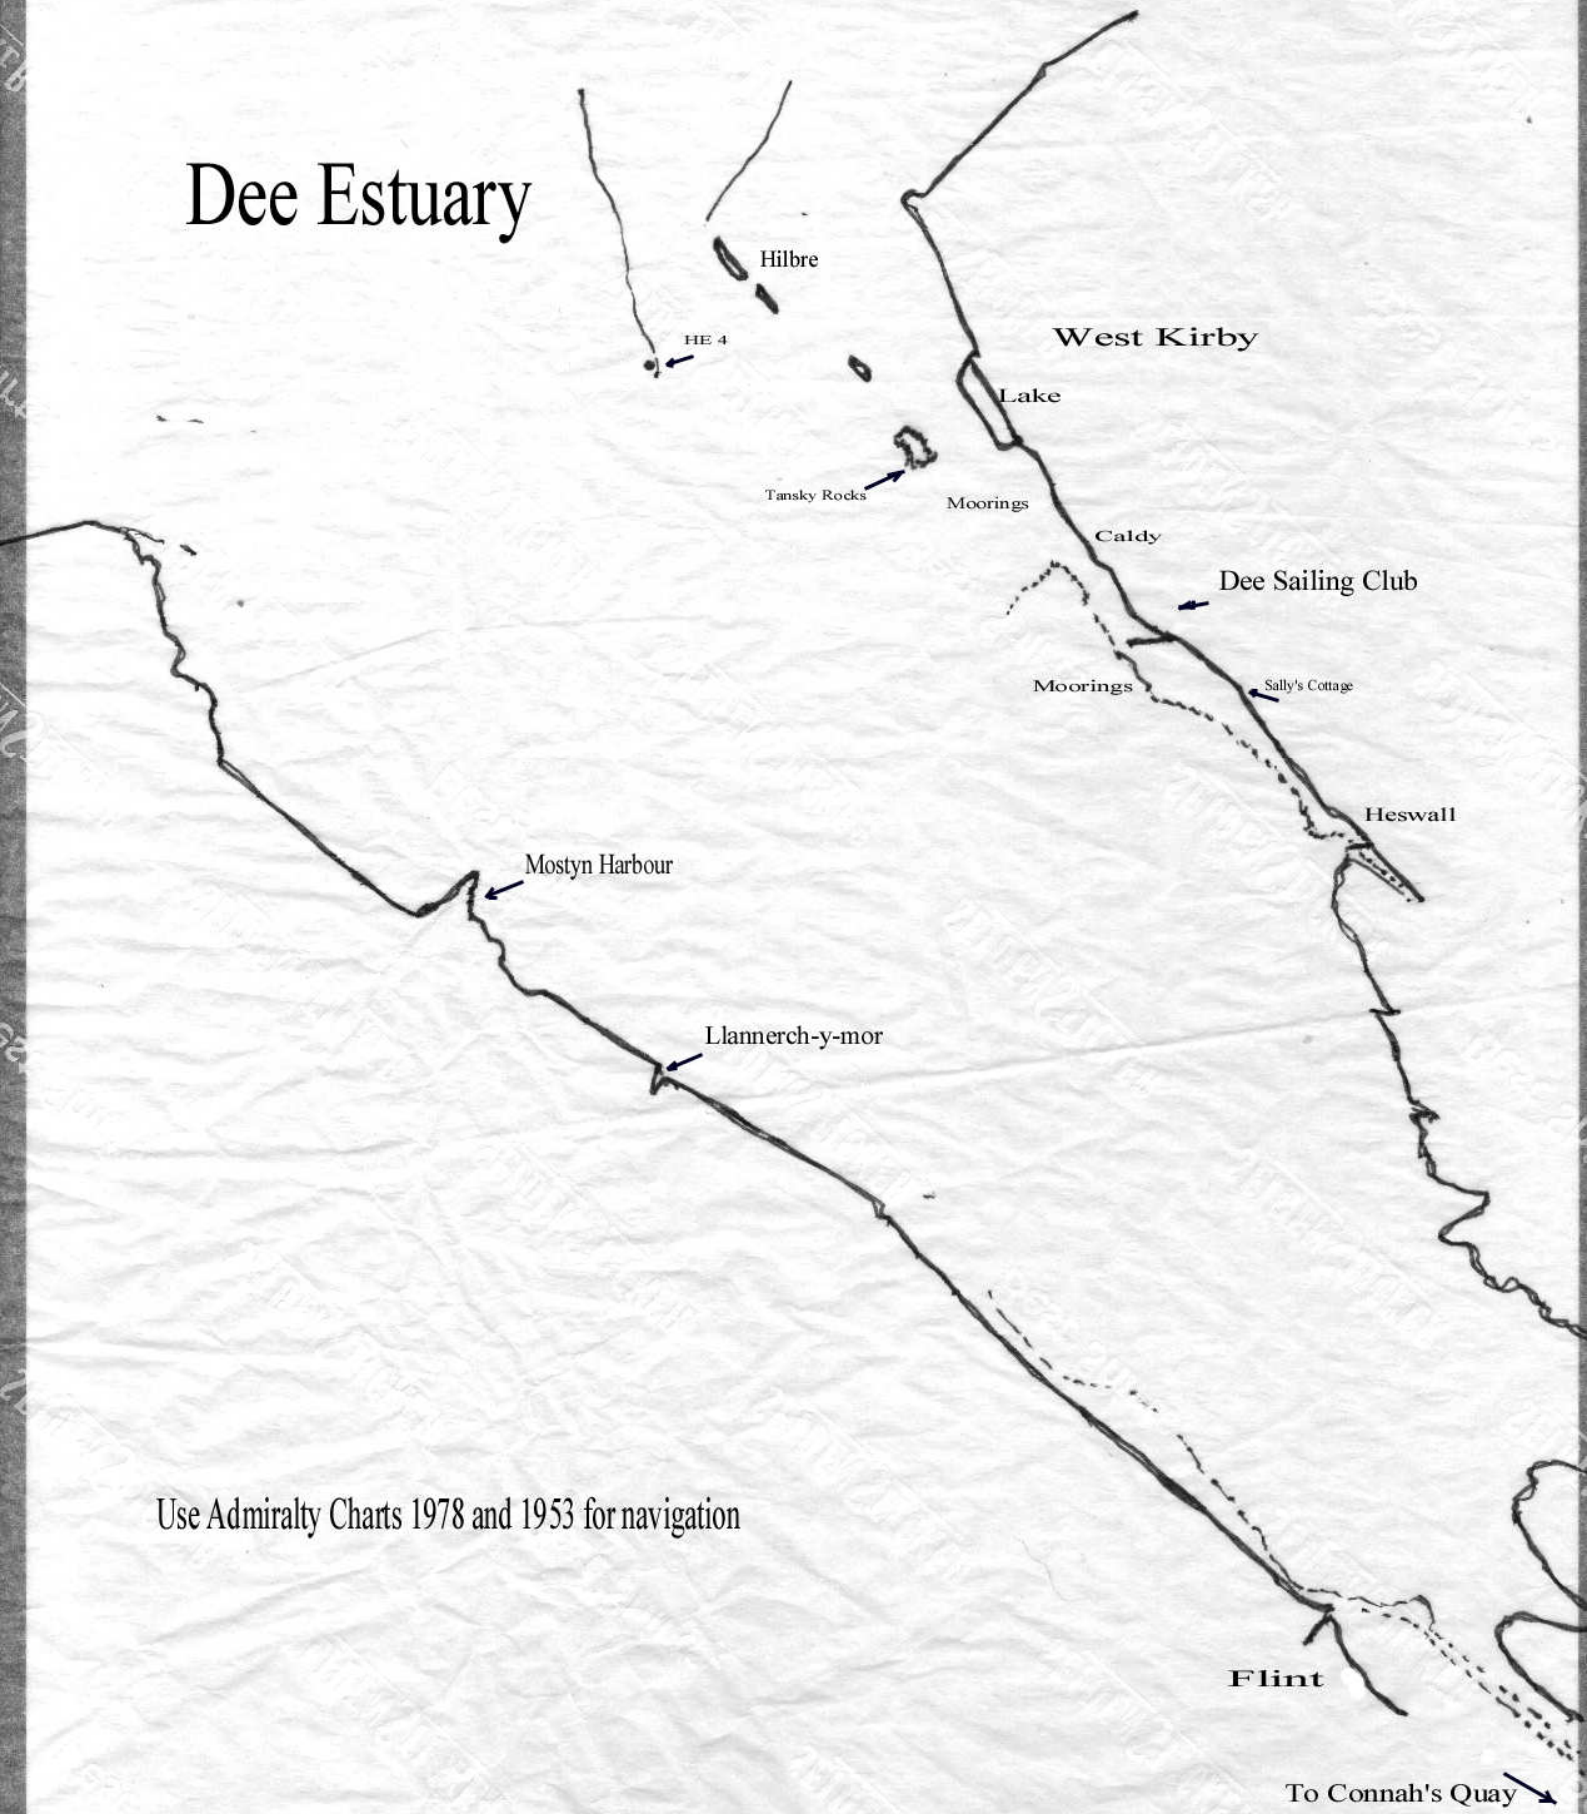 Dee Estuary
Hilbre
HE 4
West Kirby
Lake
Tansky Rocks
Moorings
Caldy
Dee Sailing Club
Moorings
Sally's Cottage
Heswall
Mostyn Harbour
Llannerch-y-mor
Use Admiralty Charts 1978 and 1953 for navigation
Flint
To Connah's Quay